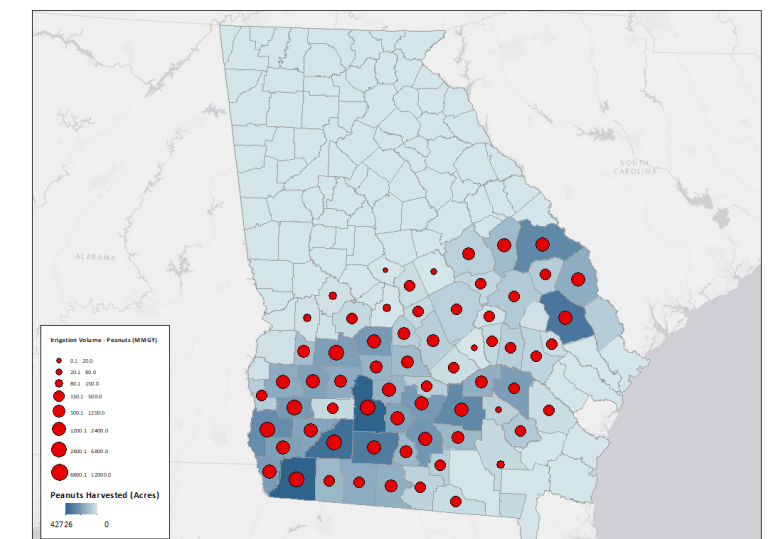 SOUTH
CAROLINA
ALABAMA
Irrigation Volume - Peanuts (MMGY)
0.1 - 20.0
20.1 - 80.0
80.1 - 150.0
150.1 - 500.0
500.1 - 1200.0
1200.1 - 2400.0
2400.1 - 6800.0
6800.1 - 12000.0
Peanuts Harvested (Acres)
42726 0